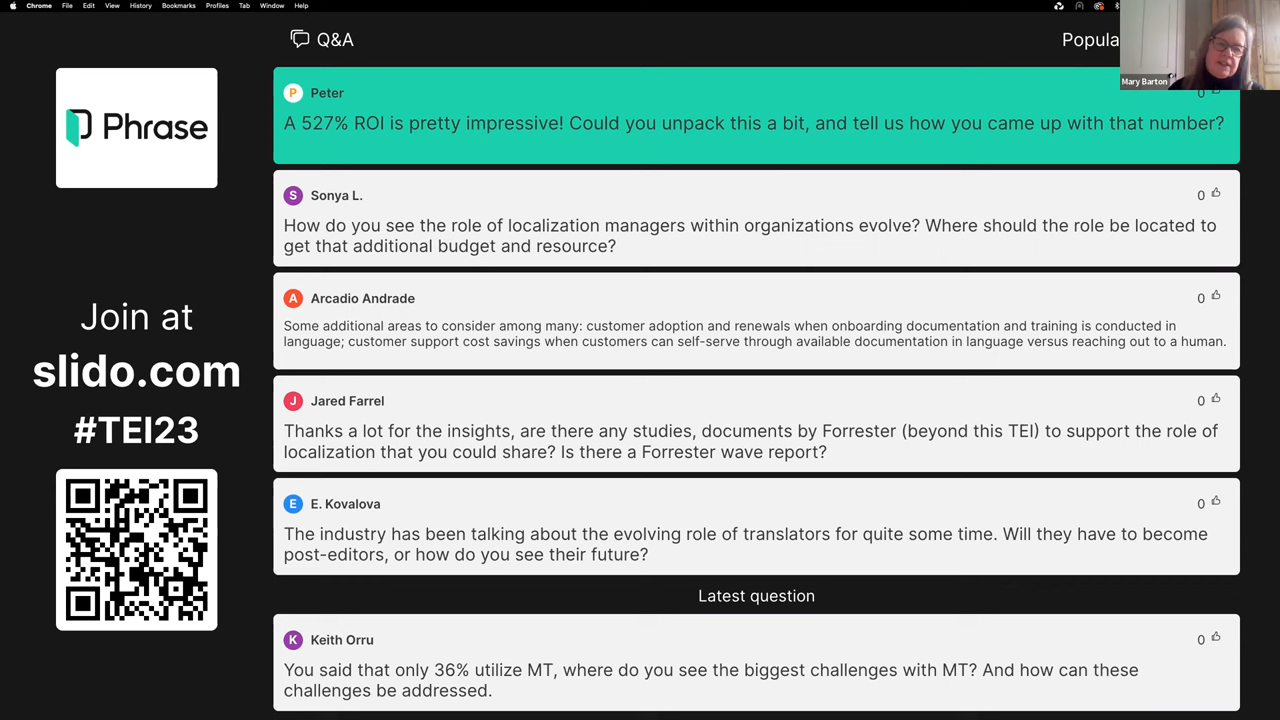 Chrome File Edit View History Bookmarks Profiles Tab Window Help
Q&A
Popula
Mary Barton
Phrase
Join at
slido.com
#TEI23
P Peter
0
A 527% ROI is pretty impressive! Could you unpack this a bit, and tell us how you came up with that number?
S Sonya L.
0
How do you see the role of localization managers within organizations evolve? Where should the role be located to
get that additional budget and resource?
A Arcadio Andrade
0
Some additional areas to consider among many: customer adoption and renewals when onboarding documentation and training is conducted in
language; customer support cost savings when customers can self-serve through available documentation in language versus reaching out to a human.
J Jared Farrel
0
Thanks a lot for the insights, are there any studies, documents by Forrester (beyond this TEI) to support the role of
localization that you could share? Is there a Forrester wave report?
E E. Kovalova
0
The industry has been talking about the evolving role of translators for quite some time. Will they have to become
post-editors, or how do you see their future?
Latest question
K Keith Orru
0
You said that only 36% utilize MT, where do you see the biggest challenges with MT? And how can these
challenges be addressed.